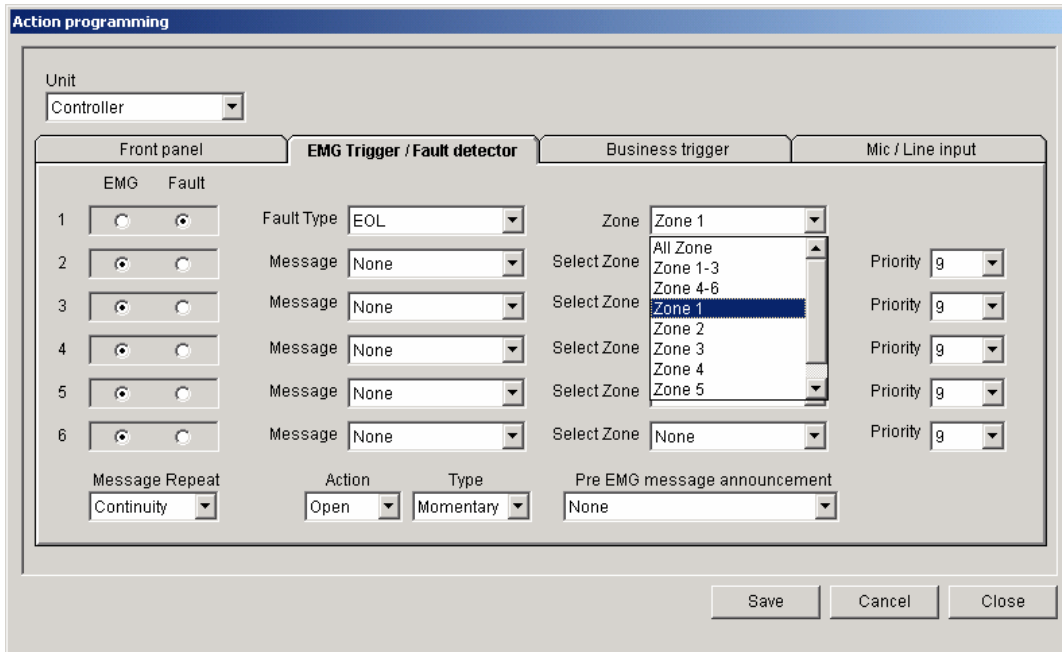 Action programming
Unit
Controller
Front panel EMG Trigger / Fault detector Business trigger Mic / Line input
EMG Fault
1 Fault Type EOL Zone Zone 1
All Zone
2 Message None Select Zone Zone 1-3 Priority 9
Zone 4-6
3 Message None Select Zone Zone 1 Priority 9
Zone 2
4 Message None Select Zone Zone 3 Priority 9
Zone 4
5 Message None Select Zone Zone 5 Priority 9
6 Message None Select Zone None Priority 9
Message Repeat Action Type Pre EMG message announcement
Continuity Open Momentary None
Save Cancel Close